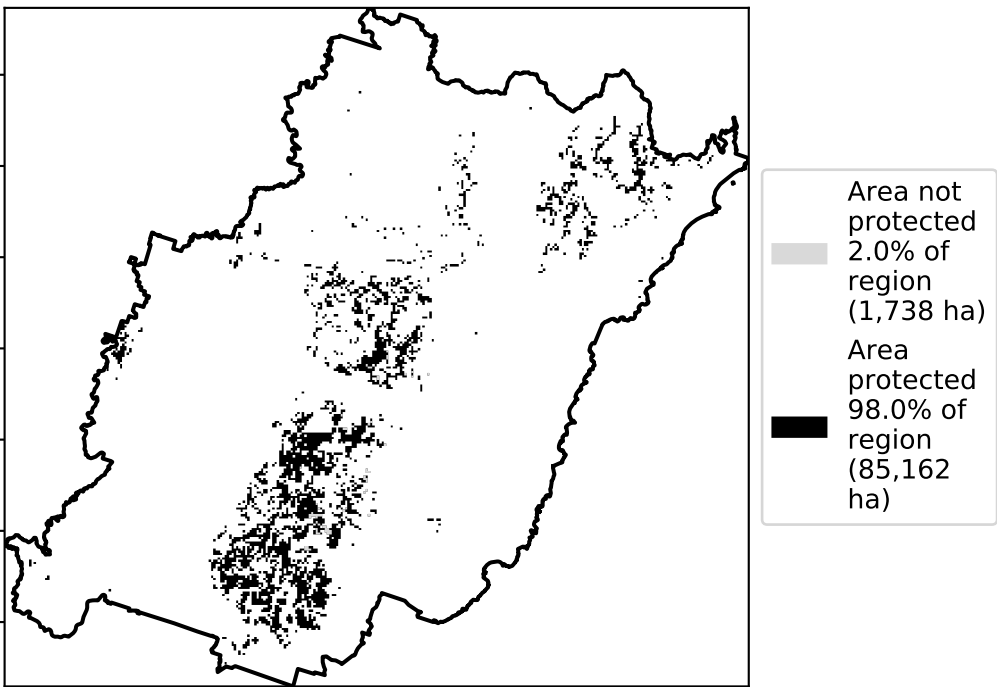 Area not
protected
2.0% of
region
(1,738 ha)
Area
protected
98.0% of
region
(85,162
ha)